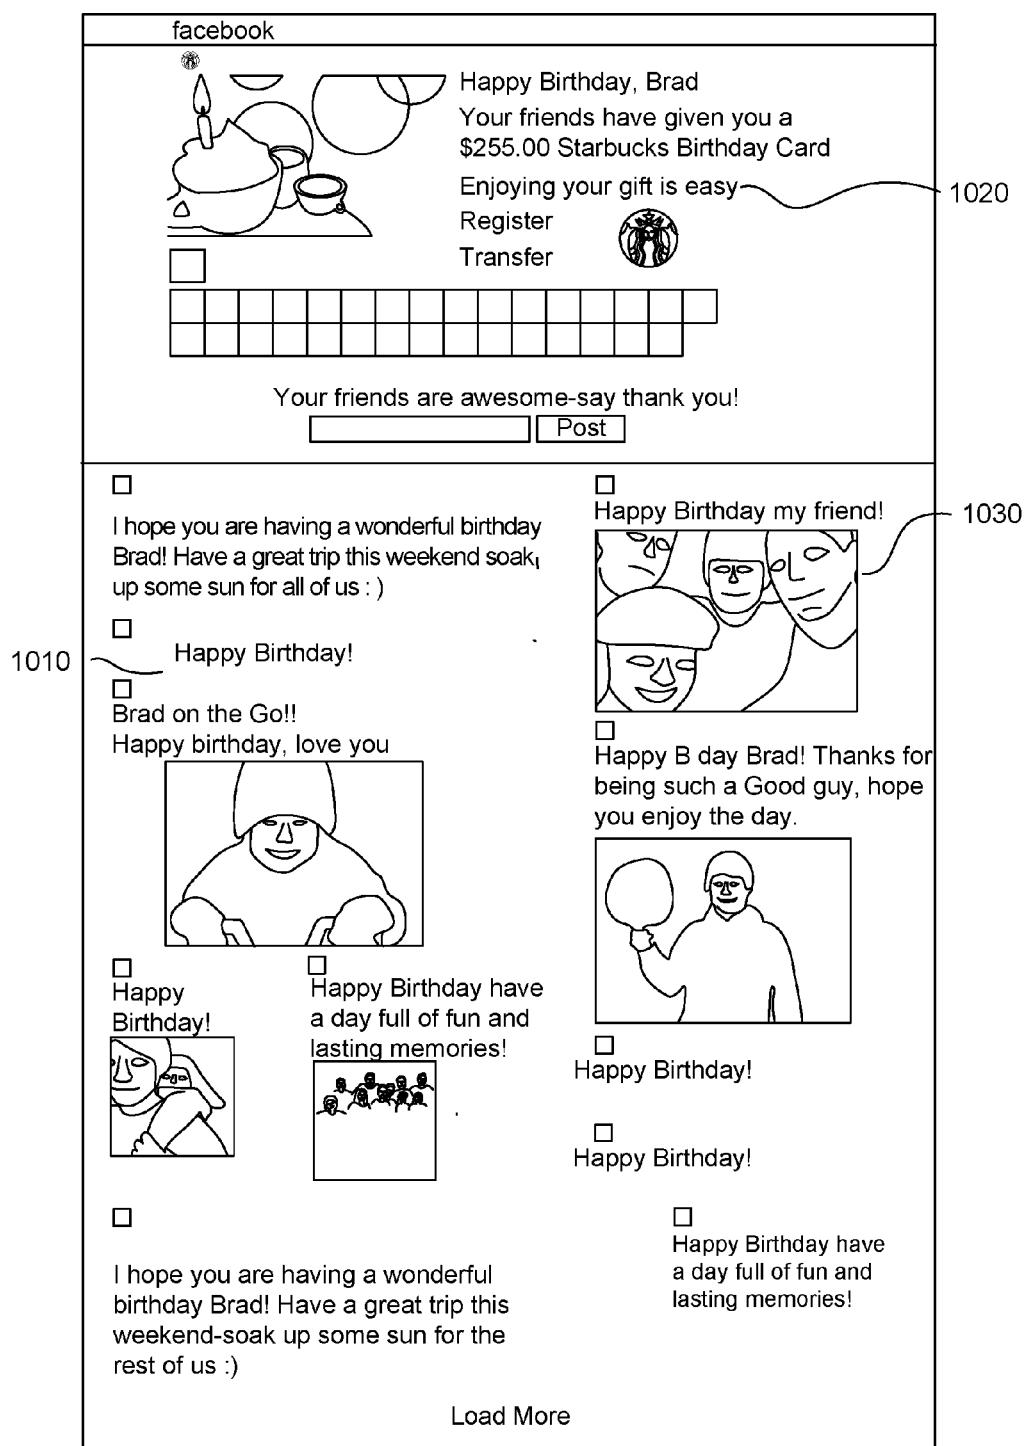 facebook
Happy Birthday, Brad
Your friends have given you a
$255.00 Starbucks Birthday Card
Enjoying your gift is easy
1020
Register
Transfer
Your friends are awesome-say thank you!
Post
I hope you are having a wonderful birthday
Brad! Have a great trip this weekend soak
up some sun for all of us : )
1010
Happy Birthday!
Brad on the Go!!
Happy birthday, love you
Happy
Birthday!
Happy Birthday have
a day full of fun and
lasting memories!
I hope you are having a wonderful
birthday Brad! Have a great trip this
weekend-soak up some sun for the
rest of us :)
Happy Birthday my friend!
1030
Happy B day Brad! Thanks for
being such a Good guy, hope
you enjoy the day.
Happy Birthday!
Happy Birthday!
Happy Birthday have
a day full of fun and
lasting memories!
Load More